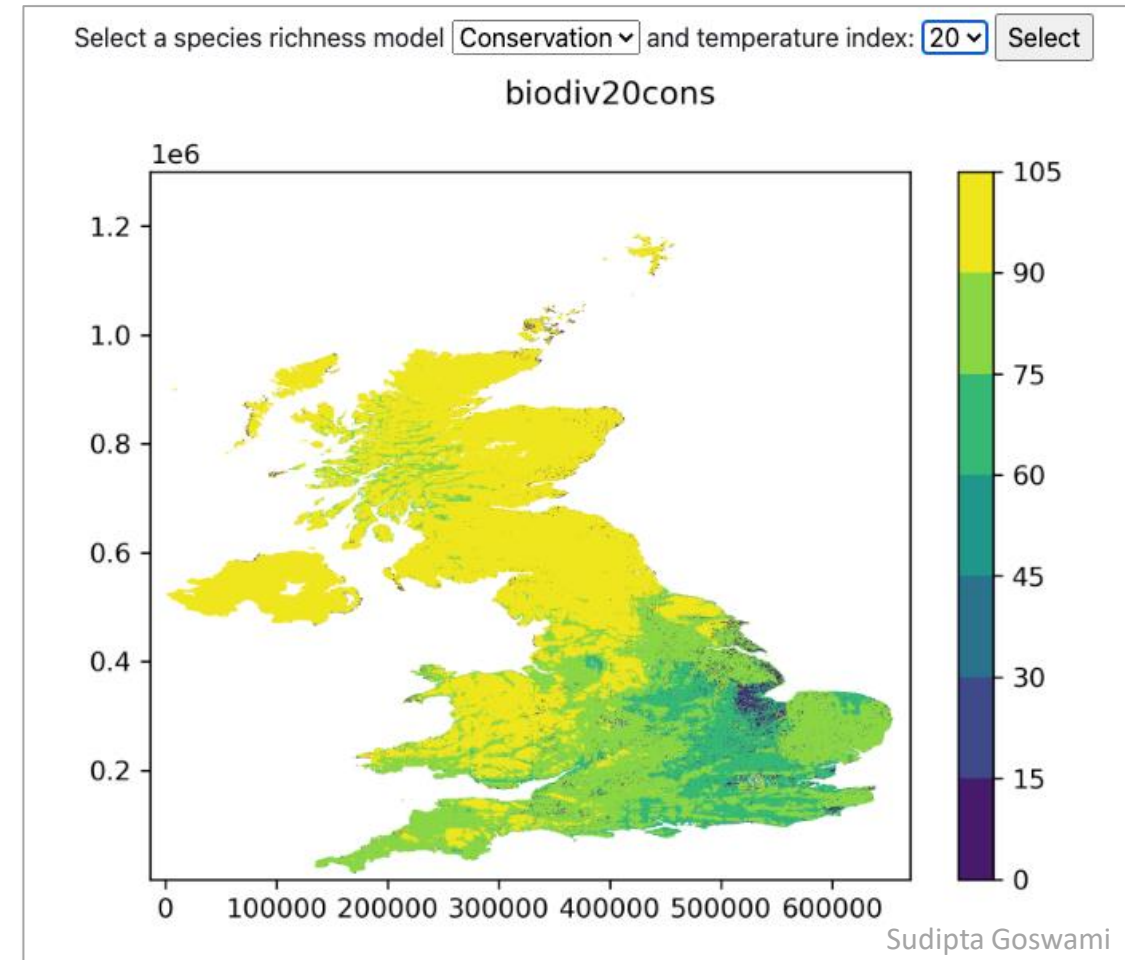 Select a species richness model Conservation and temperature index: 20 Select
biodiv20cons
1e6
1.2
1.0
0.8
0.6
0.4
0.2
0 100000 200000 300000 400000 500000 600000
105
90
75
60
45
30
15
0
Sudipta Goswami